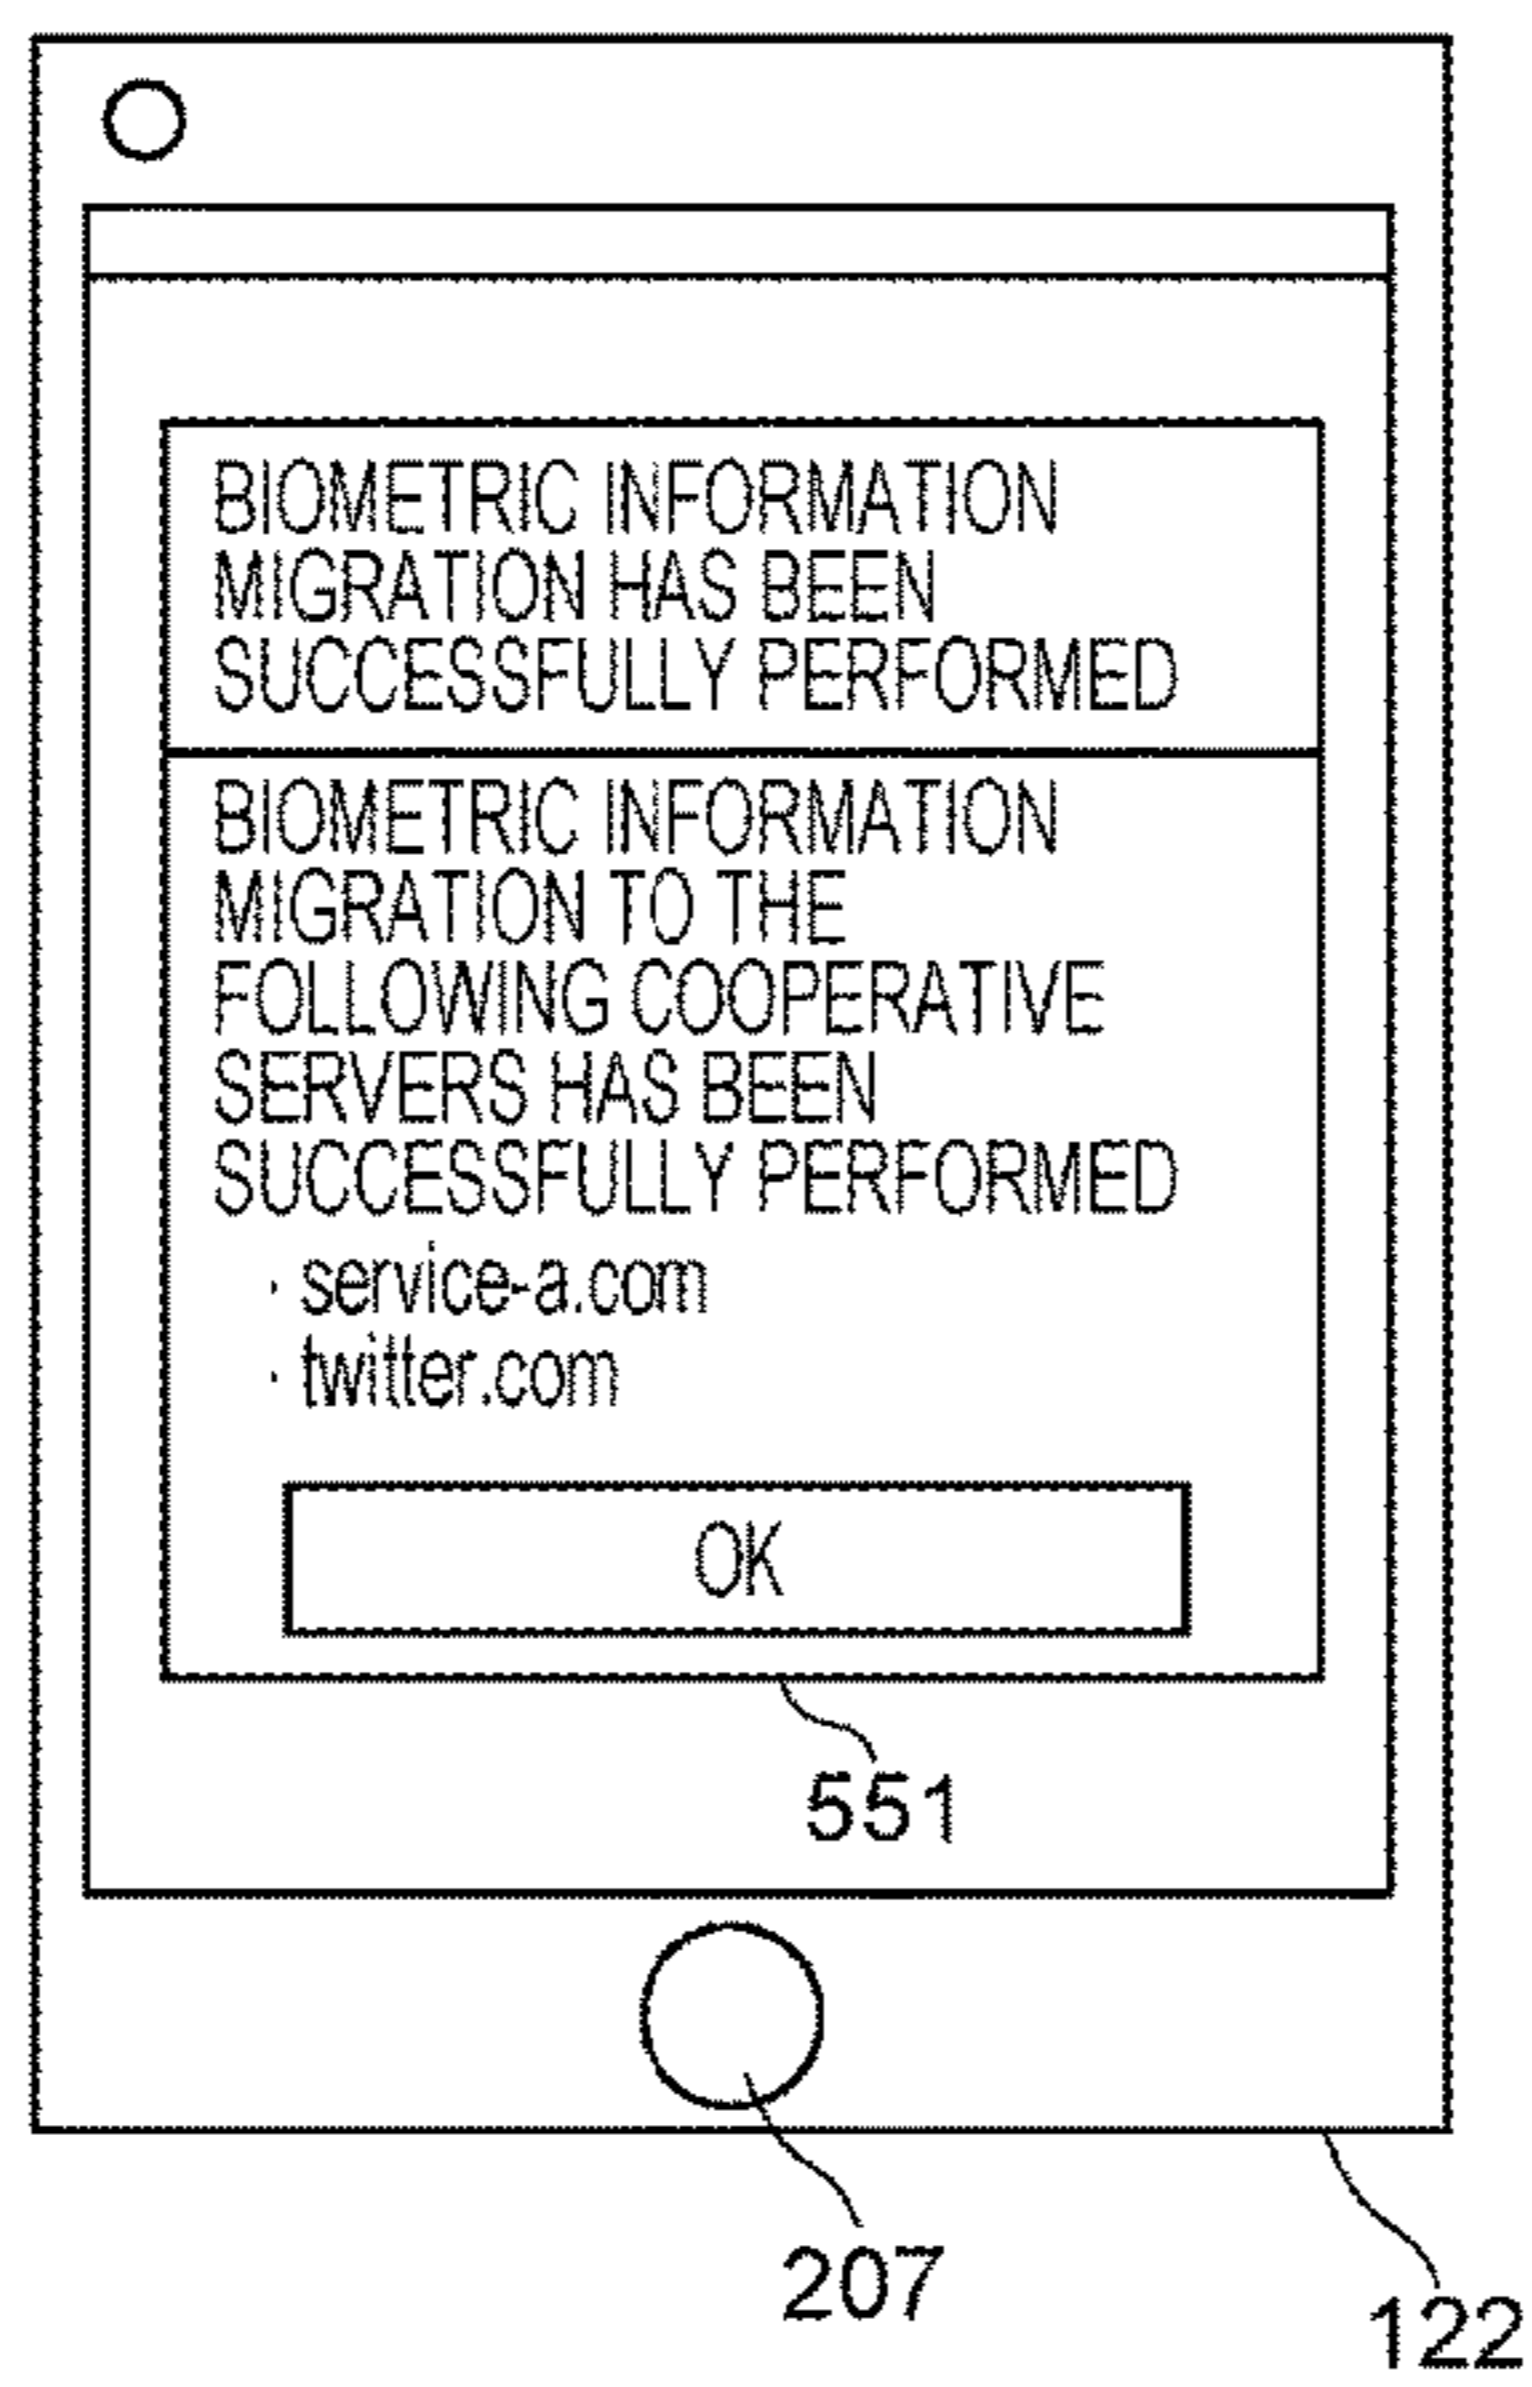 BIOMETRIC INFORMATION
MIGRATION HAS BEEN
SUCCESSFULLY PERFORMED
BIOMETRIC INFORMATION
MIGRATION TO THE
FOLLOWING COOPERATIVE
SERVERS HAS BEEN
SUCCESSFULLY PERFORMED
· service-a.com
· twitter.com
OK
551
207
122